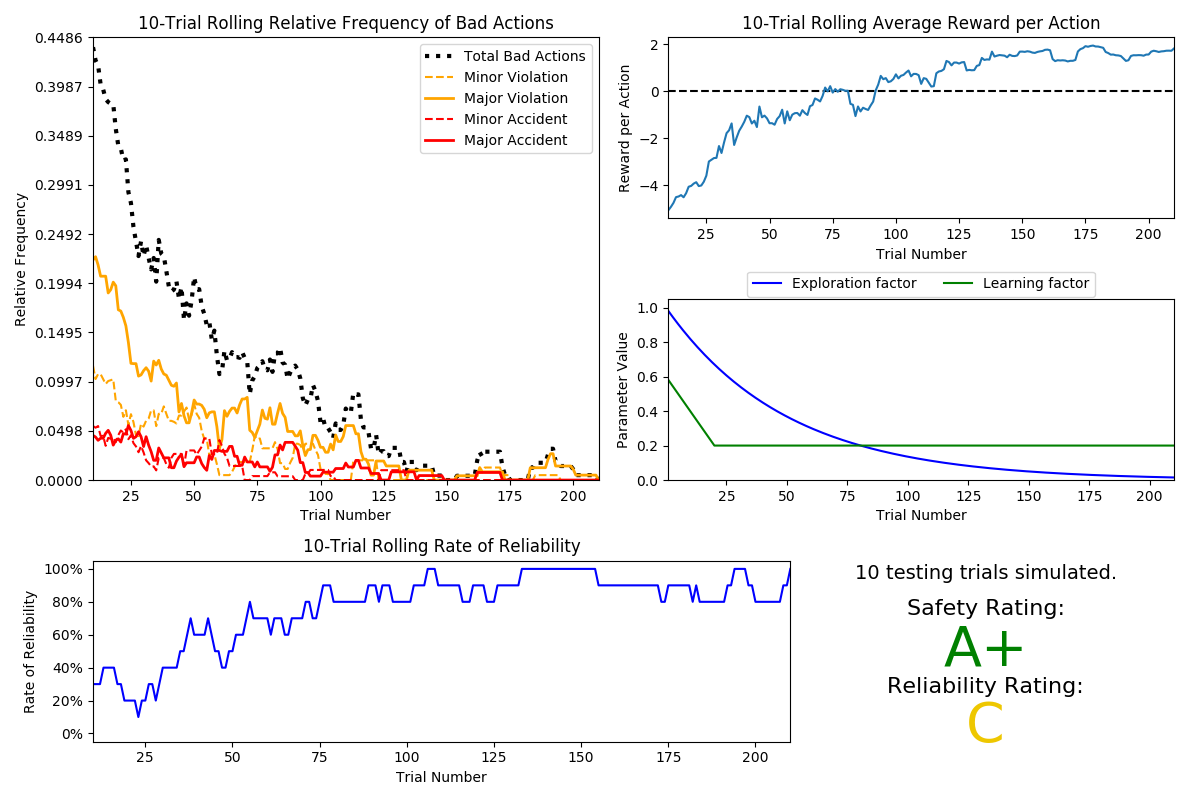 10-Trial Rolling Relative Frequency of Bad Actions
0.4486
0.3987
0.3489
0.2991
0.2492
0.1994
0.1495
0.0997
0.0498
0.0000
Relative Frequency
Total Bad Actions
Minor Violation
Major Violation
Minor Accident
Major Accident
25 50 75 100 125 150 175 200
Trial Number
10-Trial Rolling Average Reward per Action
2
0
−2
−4
Reward per Action
25 50 75 100 125 150 175 200
Trial Number
Exploration factor Learning factor
1.0
0.8
0.6
0.4
0.2
0.0
Parameter Value
25 50 75 100 125 150 175 200
Trial Number
10-Trial Rolling Rate of Reliability
100%
80%
60%
40%
20%
0%
Rate of Reliability
25 50 75 100 125 150 175 200
Trial Number
10 testing trials simulated.
Safety Rating:
A+
Reliability Rating:
C